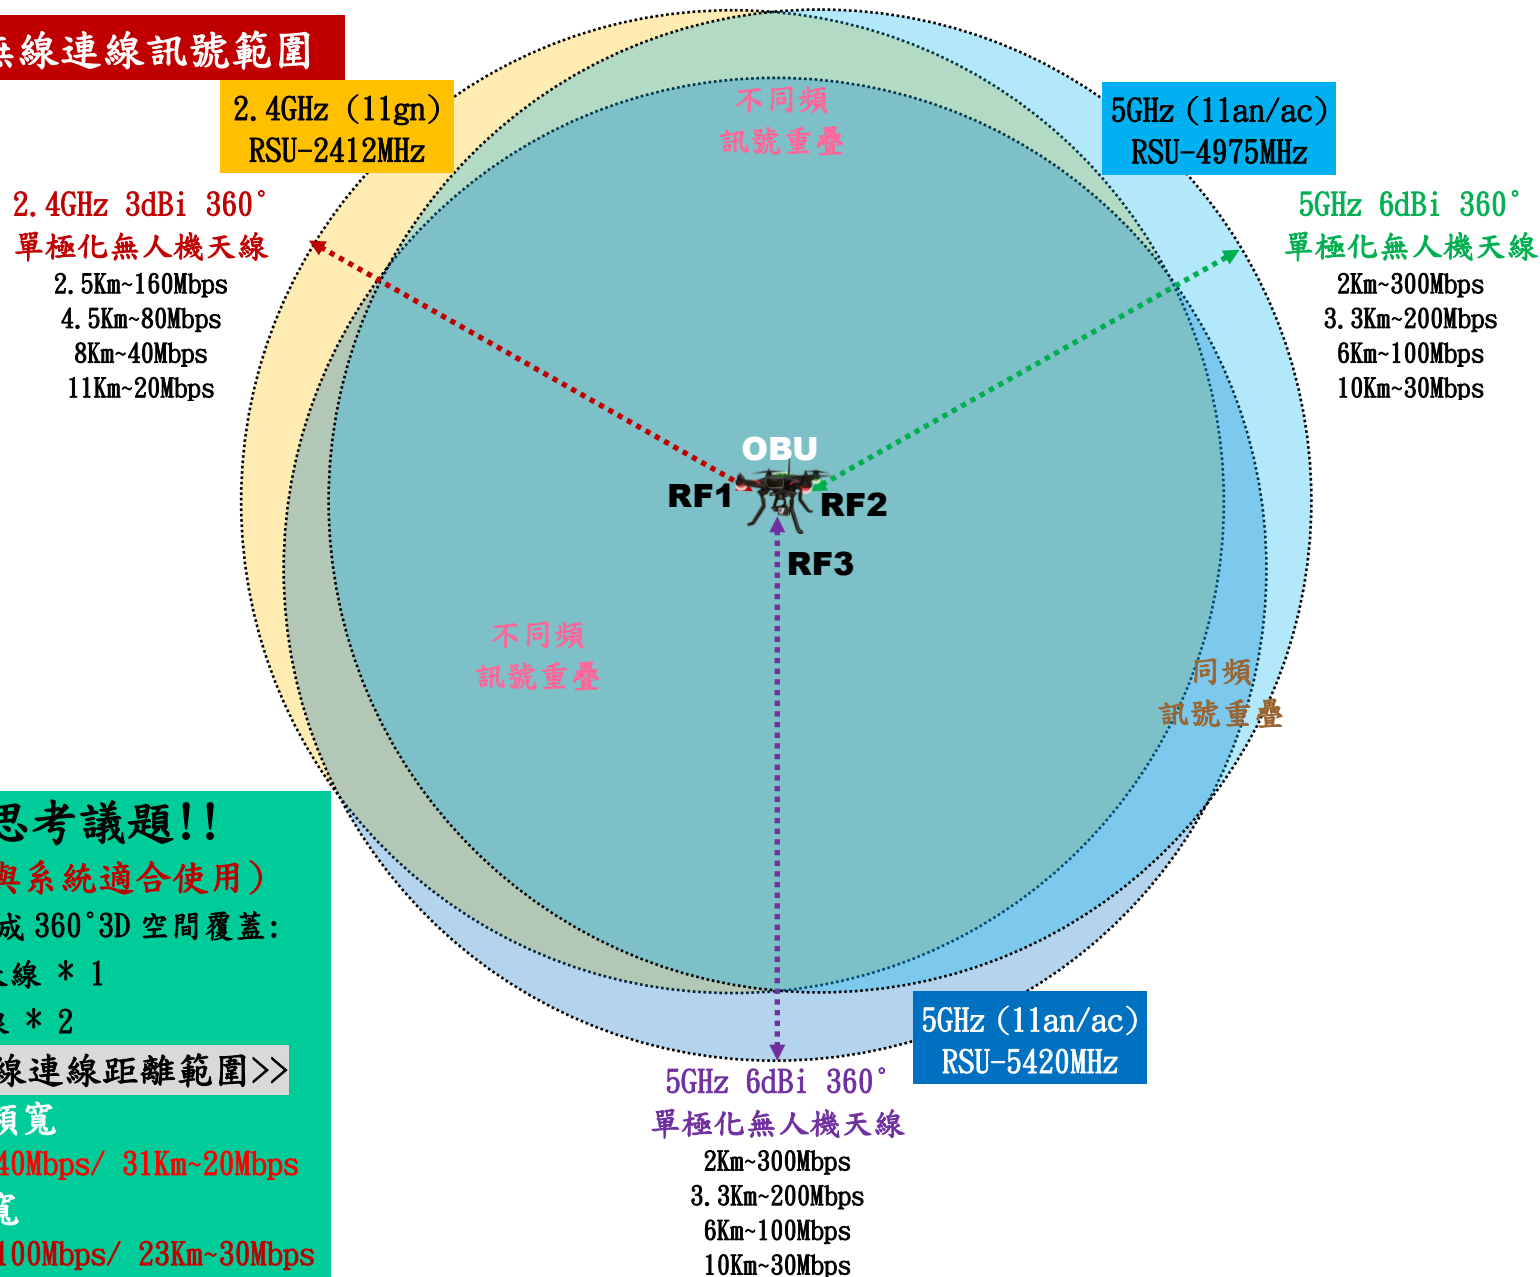 無線連線訊號範圍
2.4GHz (11gn)
RSU-2412MHz
5GHz (11an/ac)
RSU-4975MHz
不同頻
訊號重疊
2.4GHz 3dBi 360°
單極化無人機天線
2.5Km~160Mbps
4.5Km~80Mbps
8Km~40Mbps
11Km~20Mbps
5GHz 6dBi 360°
單極化無人機天線
2Km~300Mbps
3.3Km~200Mbps
6Km~100Mbps
10Km~30Mbps
OBU
RF1
RF2
RF3
不同頻
訊號重疊
同頻
訊號重疊
思考議題!!
與系統適合使用)
成 360°3D 空間覆蓋:
線 * 1
* 2
線連線距離範圍>>
頻寬
40Mbps/ 31Km~20Mbps
寬
100Mbps/ 23Km~30Mbps
5GHz (11an/ac)
RSU-5420MHz
5GHz 6dBi 360°
單極化無人機天線
2Km~300Mbps
3.3Km~200Mbps
6Km~100Mbps
10Km~30Mbps